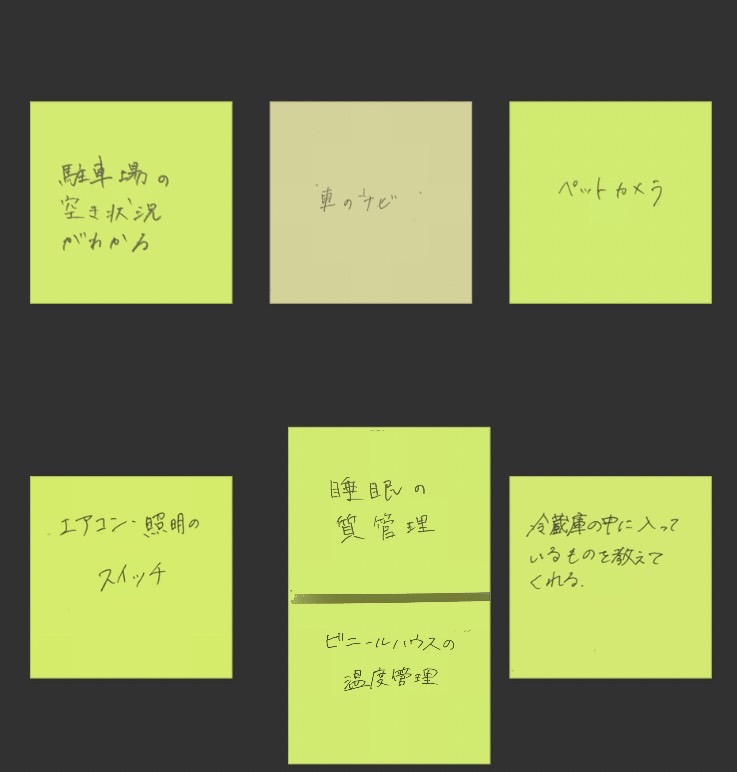 駐車場の
空き状況
がわかる
車のナビ
ペットカメラ
エアコン・照明の
スイッチ
睡眠の
質管理
ビニールハウスの
温度管理
冷蔵庫の中に入って
いるものを教えて
くれる.